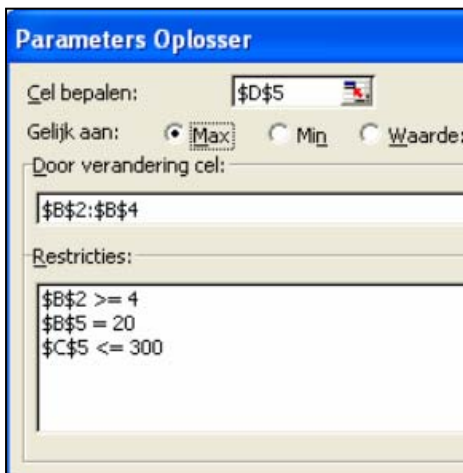 Parameters Oplosser
Cel bepalen: $D$5
Gelijk aan: Max Min Waarde:
Door verandering cel:
$B$2:$B$4
Restricties:
$B$2 >= 4
$B$5 = 20
$C$5 <= 300